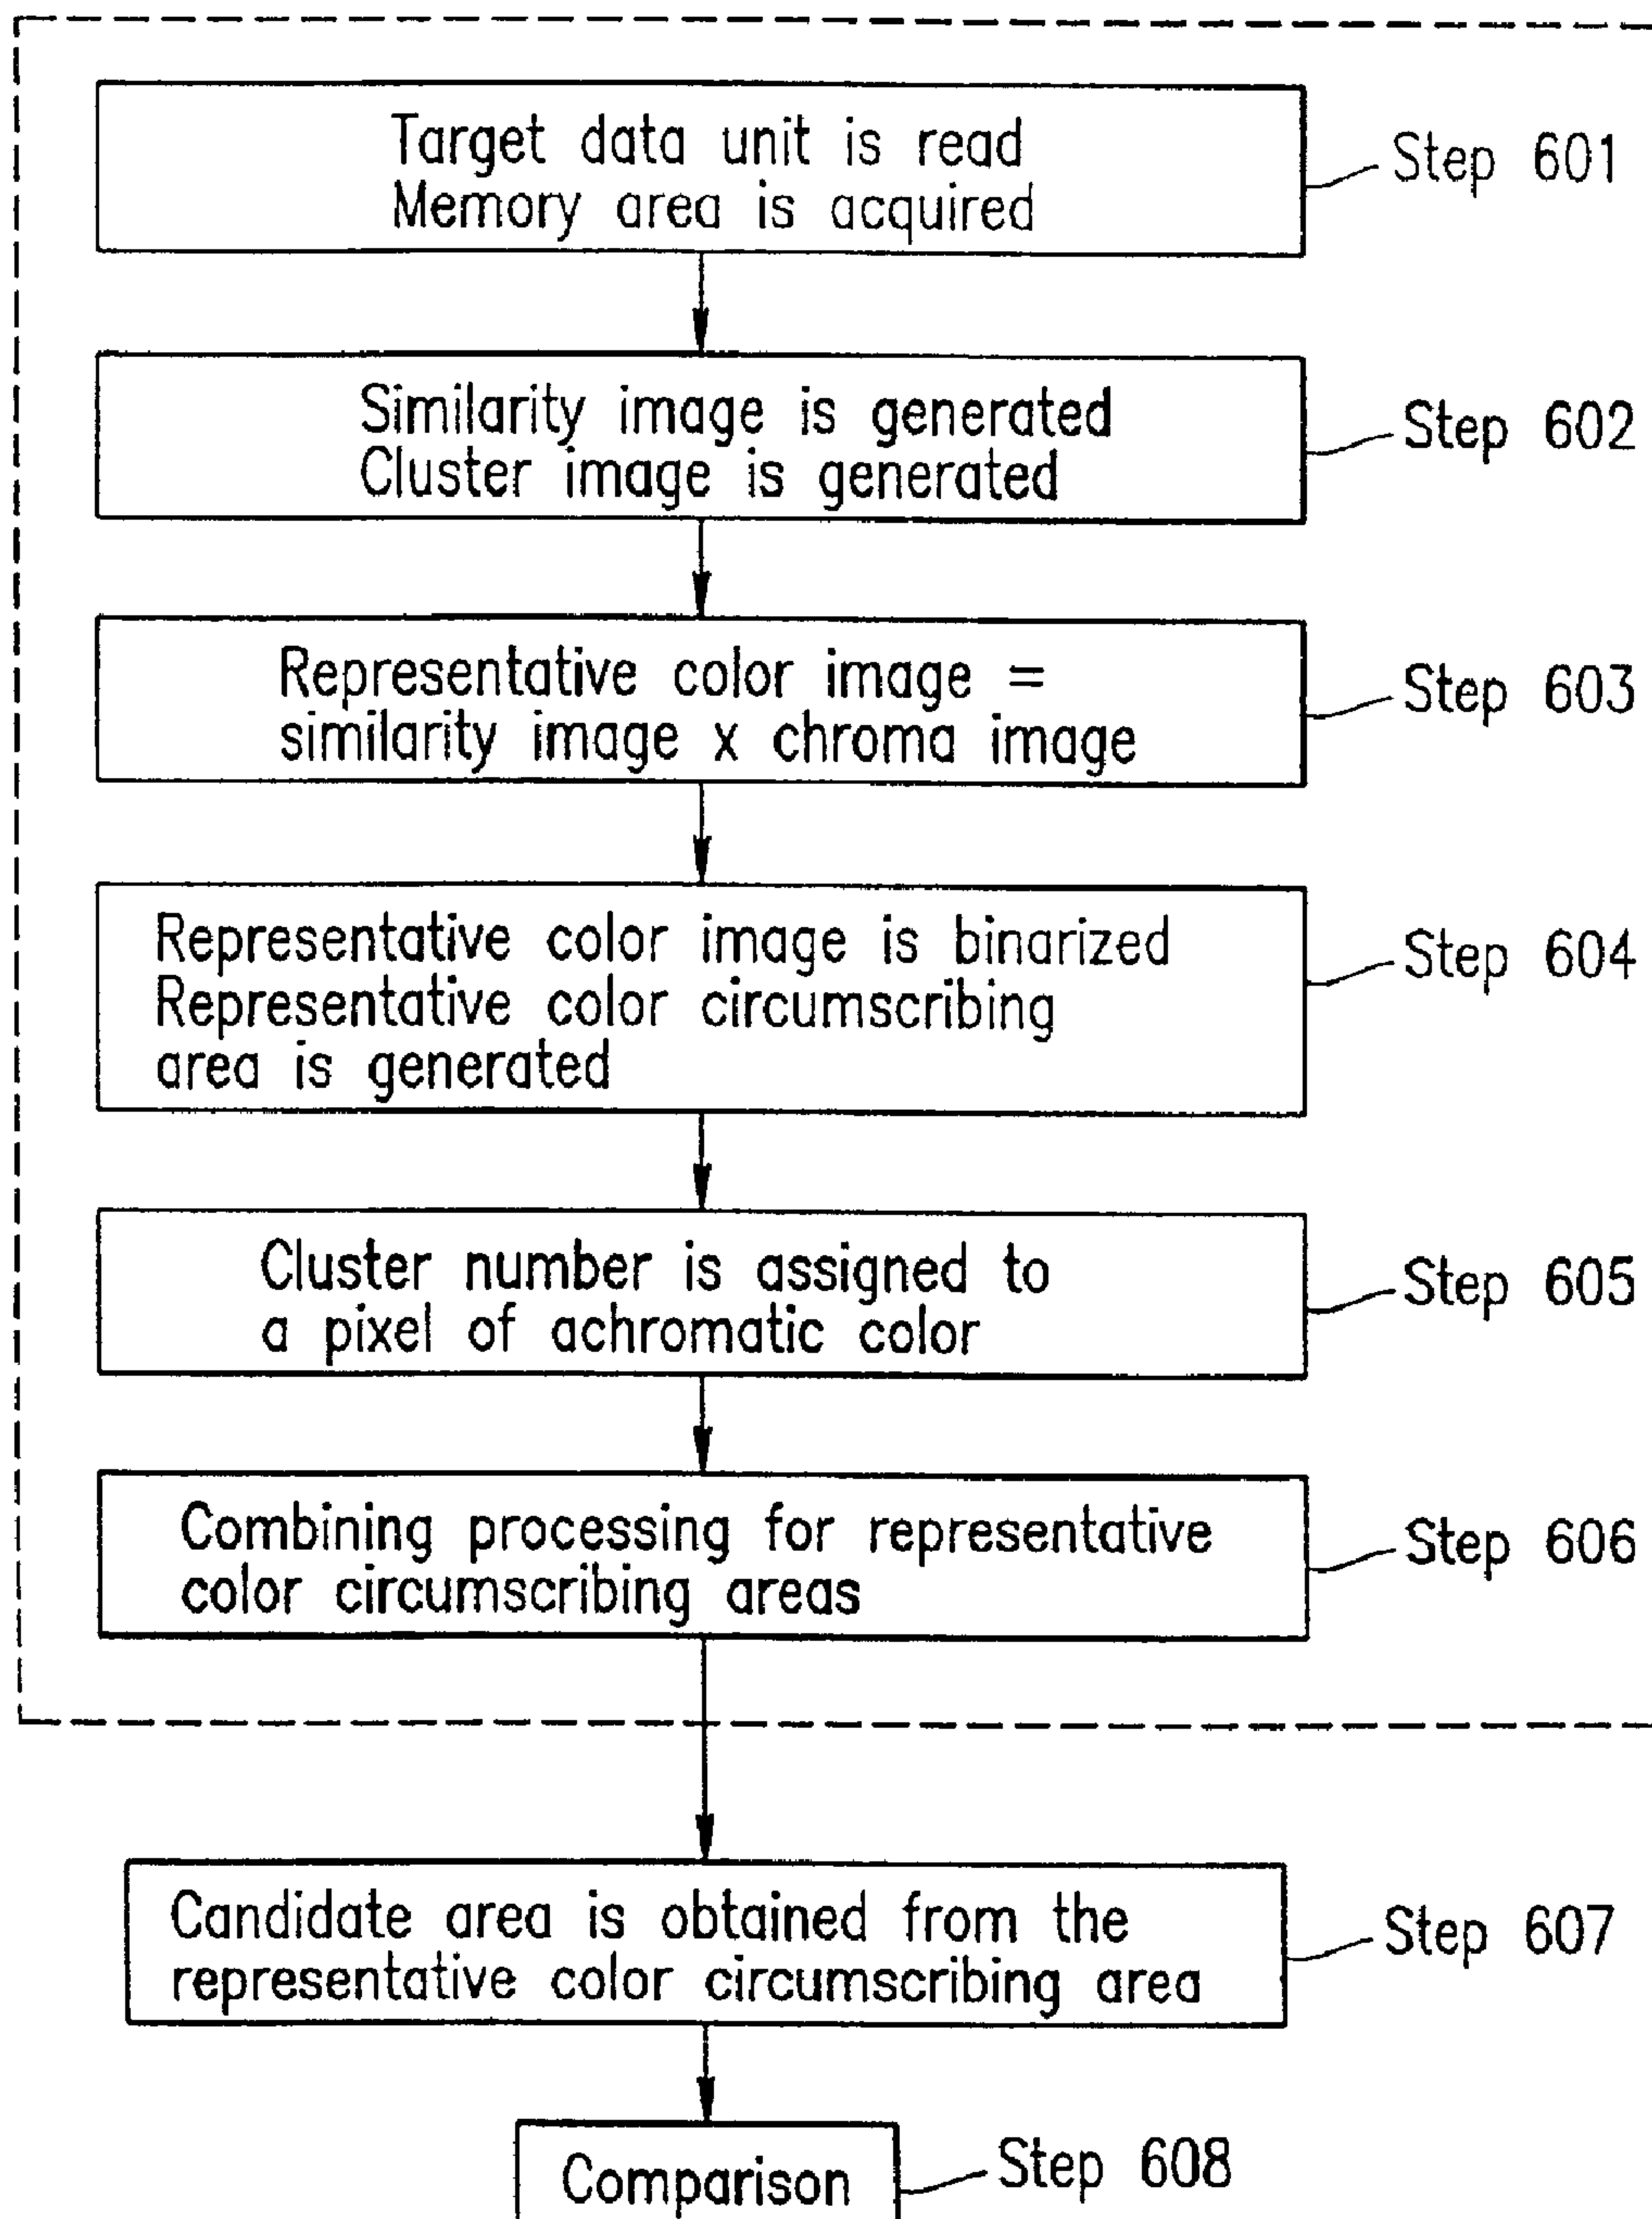 Target data unit is read
Memory area is acquired
Step 601
Similarity image is generated
Cluster image is generated
Step 602
Representative color image =
similarity image x chroma image
Step 603
Representative color image is binarized
Representative color circumscribing
area is generated
Step 604
Cluster number is assigned to
a pixel of achromatic color
Step 605
Combining processing for representative
color circumscribing areas
Step 606
Candidate area is obtained from the
representative color circumscribing area
Step 607
Comparison
Step 608